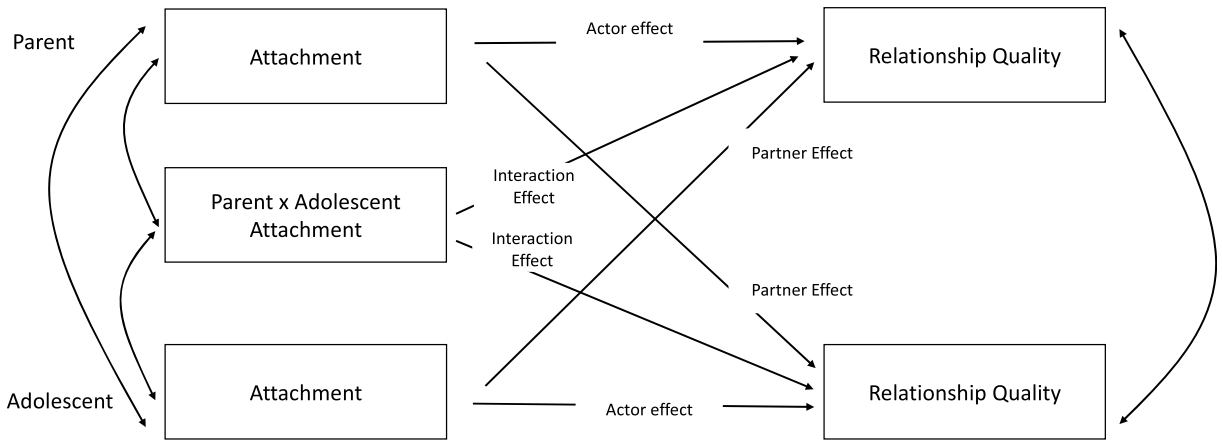 Parent
Attachment
Actor effect
Relationship Quality
Partner Effect
Interaction
Effect
Parent x Adolescent
Attachment
Interaction
Effect
Partner Effect
Adolescent
Attachment
Actor effect
Relationship Quality